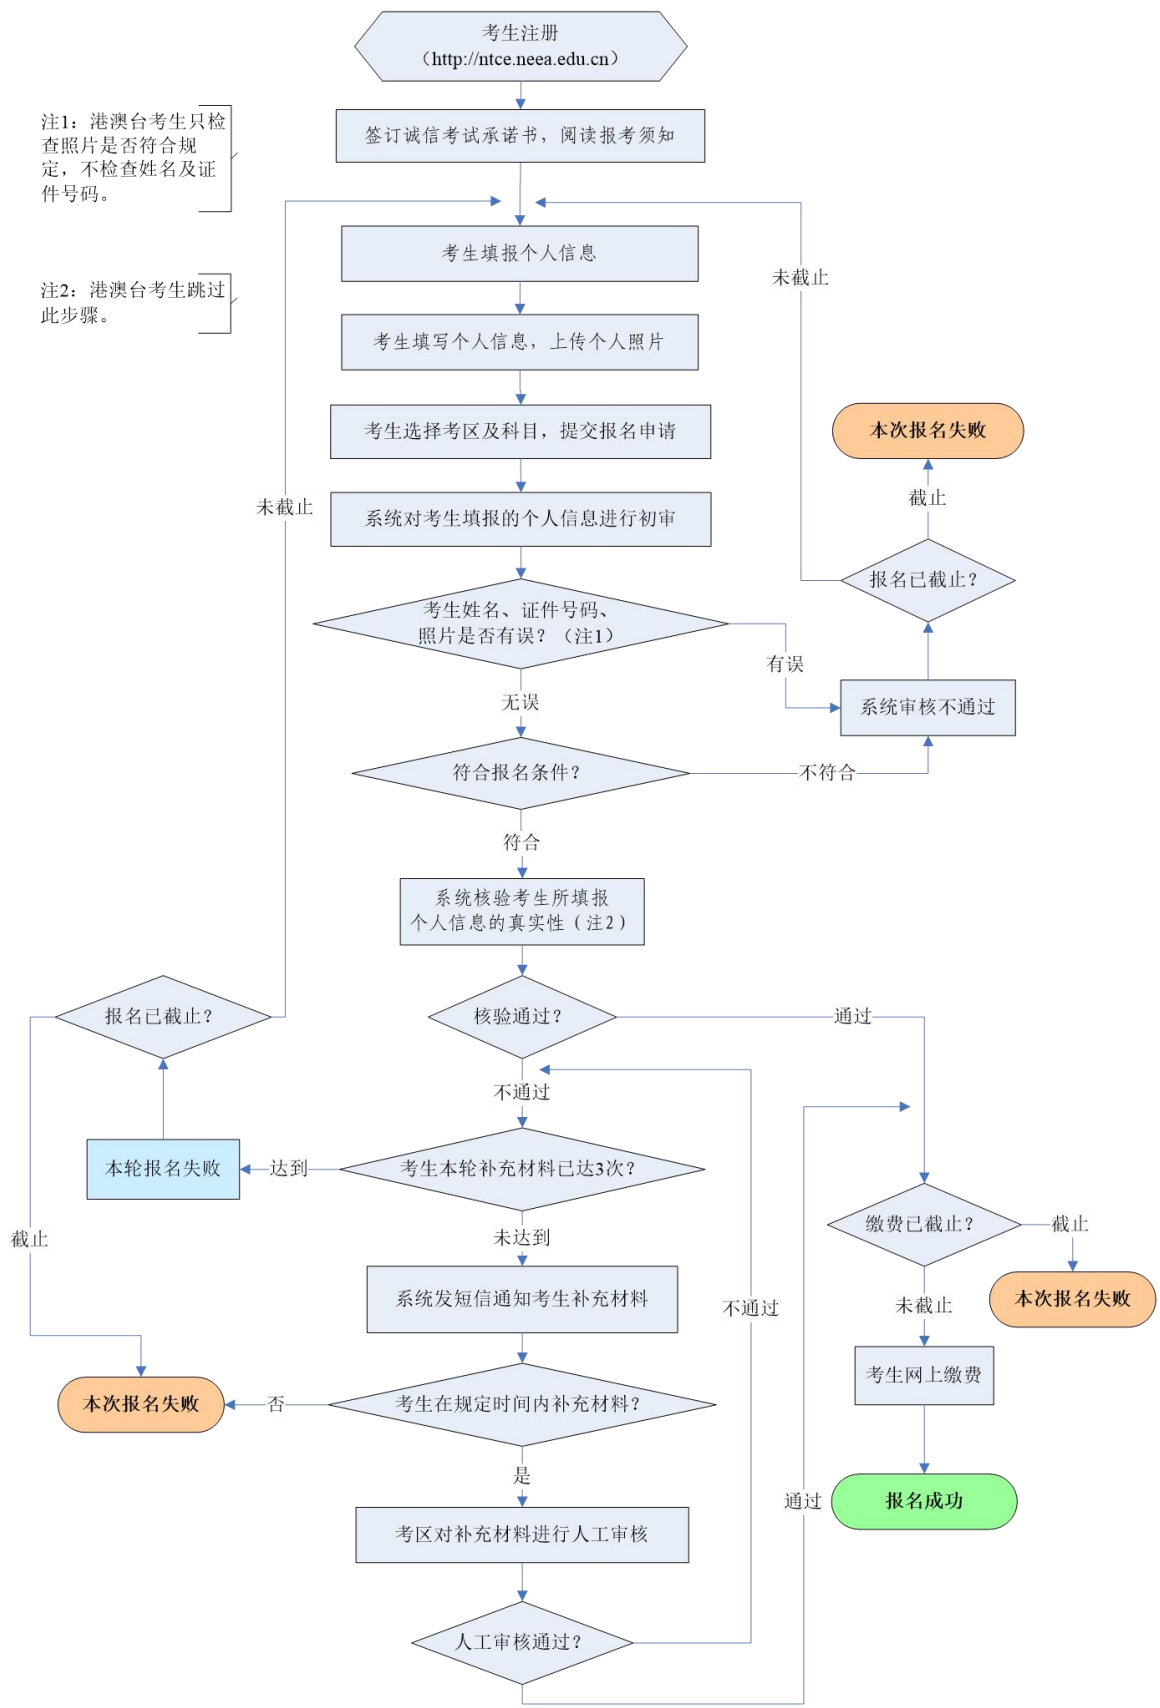 考生注册
（http://ntce.neea.edu.cn）
注1：港澳台考生只检
查照片是否符合规
定，不检查姓名及证
件号码。
签订诚信考试承诺书，阅读报考须知
考生填报个人信息
未截止
注2：港澳台考生跳过
此步骤。
考生填写个人信息，上传个人照片
考生选择考区及科目，提交报名申请
本次报名失败
未截止
截止
系统对考生填报的个人信息进行初审
报名已截止？
考生姓名、证件号码、
照片是否有误？（注1）
有误
无误
系统审核不通过
符合报名条件？
不符合
符合
系统核验考生所填报
个人信息的真实性（注2）
报名已截止？
核验通过？
通过
不通过
本轮报名失败
达到
考生本轮补充材料已达3次？
截止
未达到
缴费已截止？
截止
系统发短信通知考生补充材料
不通过
未截止
本次报名失败
考生网上缴费
本次报名失败
否
考生在规定时间内补充材料？
是
通过
报名成功
考区对补充材料进行人工审核
人工审核通过？